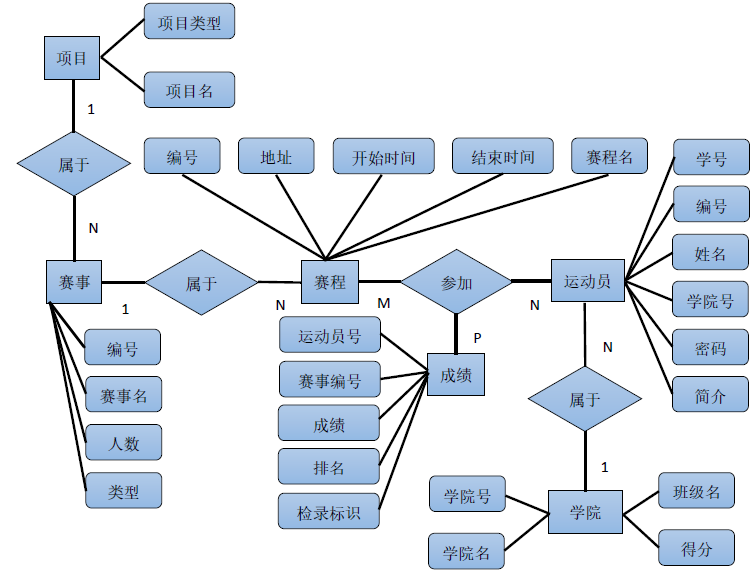 项目类型
项目
项目名
1
属于
编号
地址
开始时间
结束时间
赛程名
学号
编号
姓名
学院号
密码
简介
N
赛事
1
属于
N
赛程
M
参加
N
运动员
P
编号
赛事名
人数
类型
运动员号
赛事编号
成绩
排名
检录标识
成绩
N
属于
1
学院号
学院名
学院
班级名
得分